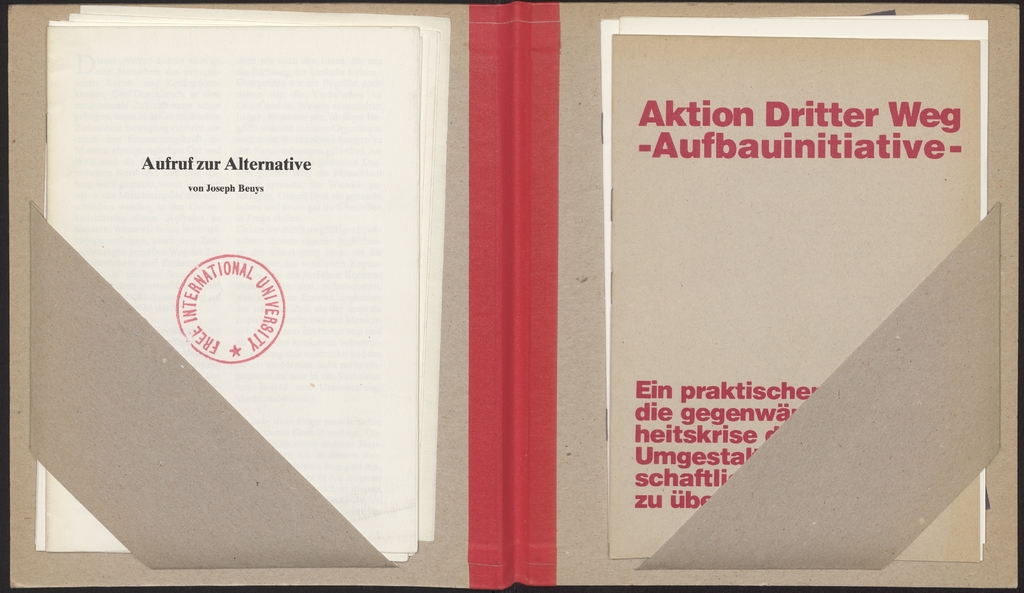 Aufruf zur Alternative
von Joseph Beuys
FREE INTERNATIONAL UNIVERSITY
Aktion Dritter Weg
-Aufbauinitiative-
Ein praktische
die gegenwä
heitskrise d
Umgestal
schaftli
zu übe